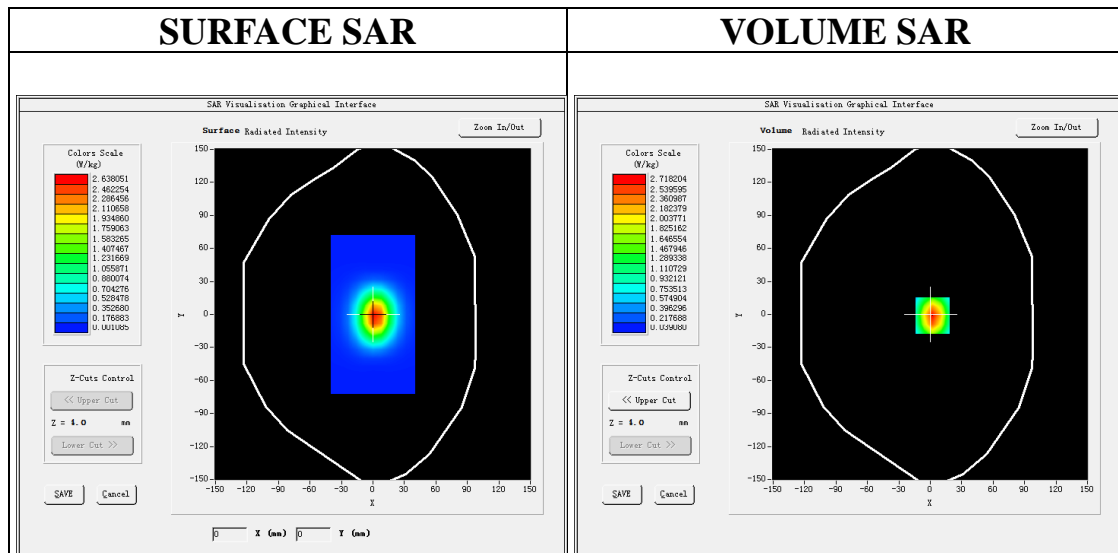 SURFACE SAR
VOLUME SAR
SAR Visualisation Graphical Interface
Surface Radiated Intensity
Zoom In/Out
Colors Scale
(W/kg)
2.638051
2.462254
2.286456
2.110658
1.934860
1.759063
1.583265
1.407467
1.231669
1.055871
0.880074
0.704276
0.528478
0.352680
0.176883
0.001085
150
120
90
60
30
0
-30
-60
-90
-120
-150
Y
-150 -120 -90 -60 -30 0 30 60 90 120 150
X
Z-Cuts Control
<< Upper Cut
Z = 4.0 mm
Lower Cut >>
SAVE Cancel
0 X (mm) 0 Y (mm)
SAR Visualisation Graphical Interface
Volume Radiated Intensity
Zoom In/Out
Colors Scale
(W/kg)
2.718204
2.539595
2.360987
2.182379
2.003771
1.825162
1.646554
1.467946
1.289338
1.110729
0.932121
0.753513
0.574904
0.396296
0.217688
0.039080
150
120
90
60
30
0
-30
-60
-90
-120
-150
Y
-150 -120 -90 -60 -30 0 30 60 90 120 150
X
Z-Cuts Control
<< Upper Cut
Z = 4.0 mm
Lower Cut >>
SAVE Cancel